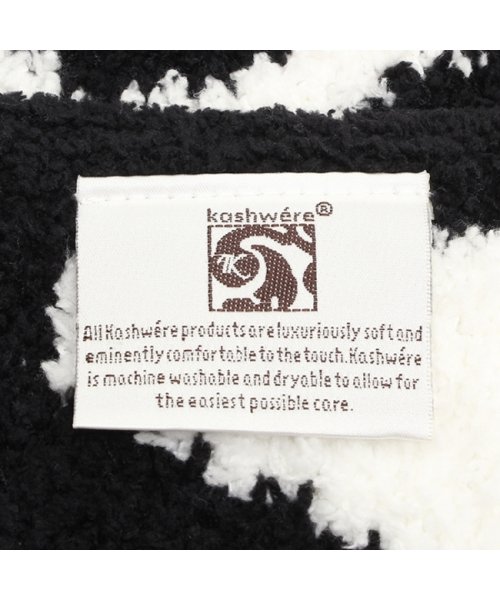 kashwére®
K
All Kashwére products are luxuriously soft and
eminently comfortable to the touch. Kashwére
is machine washable and dryable to allow for
the easiest possible care.